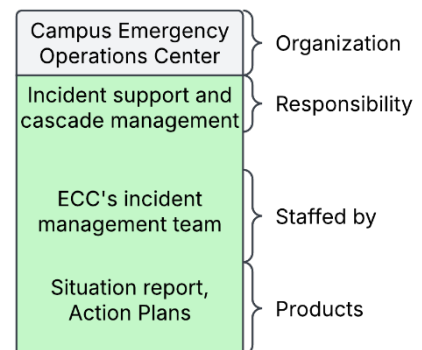 Campus Emergency
Operations Center
Organization
Incident support and
cascade management
Responsibility
ECC's incident
management team
Staffed by
Situation report,
Action Plans
Products